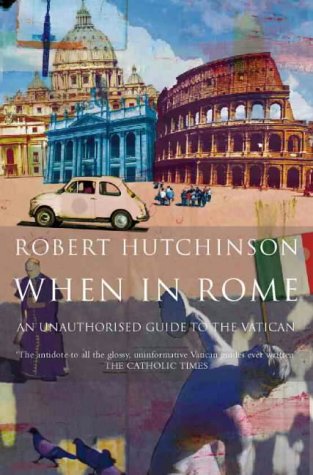 ROBERT HUTCHINSON
WHEN IN ROME
AN UNAUTHORISED GUIDE TO THE VATICAN
"The antidote to all the glossy, uninformative Vatican guides ever written"
THE CATHOLIC TIMES